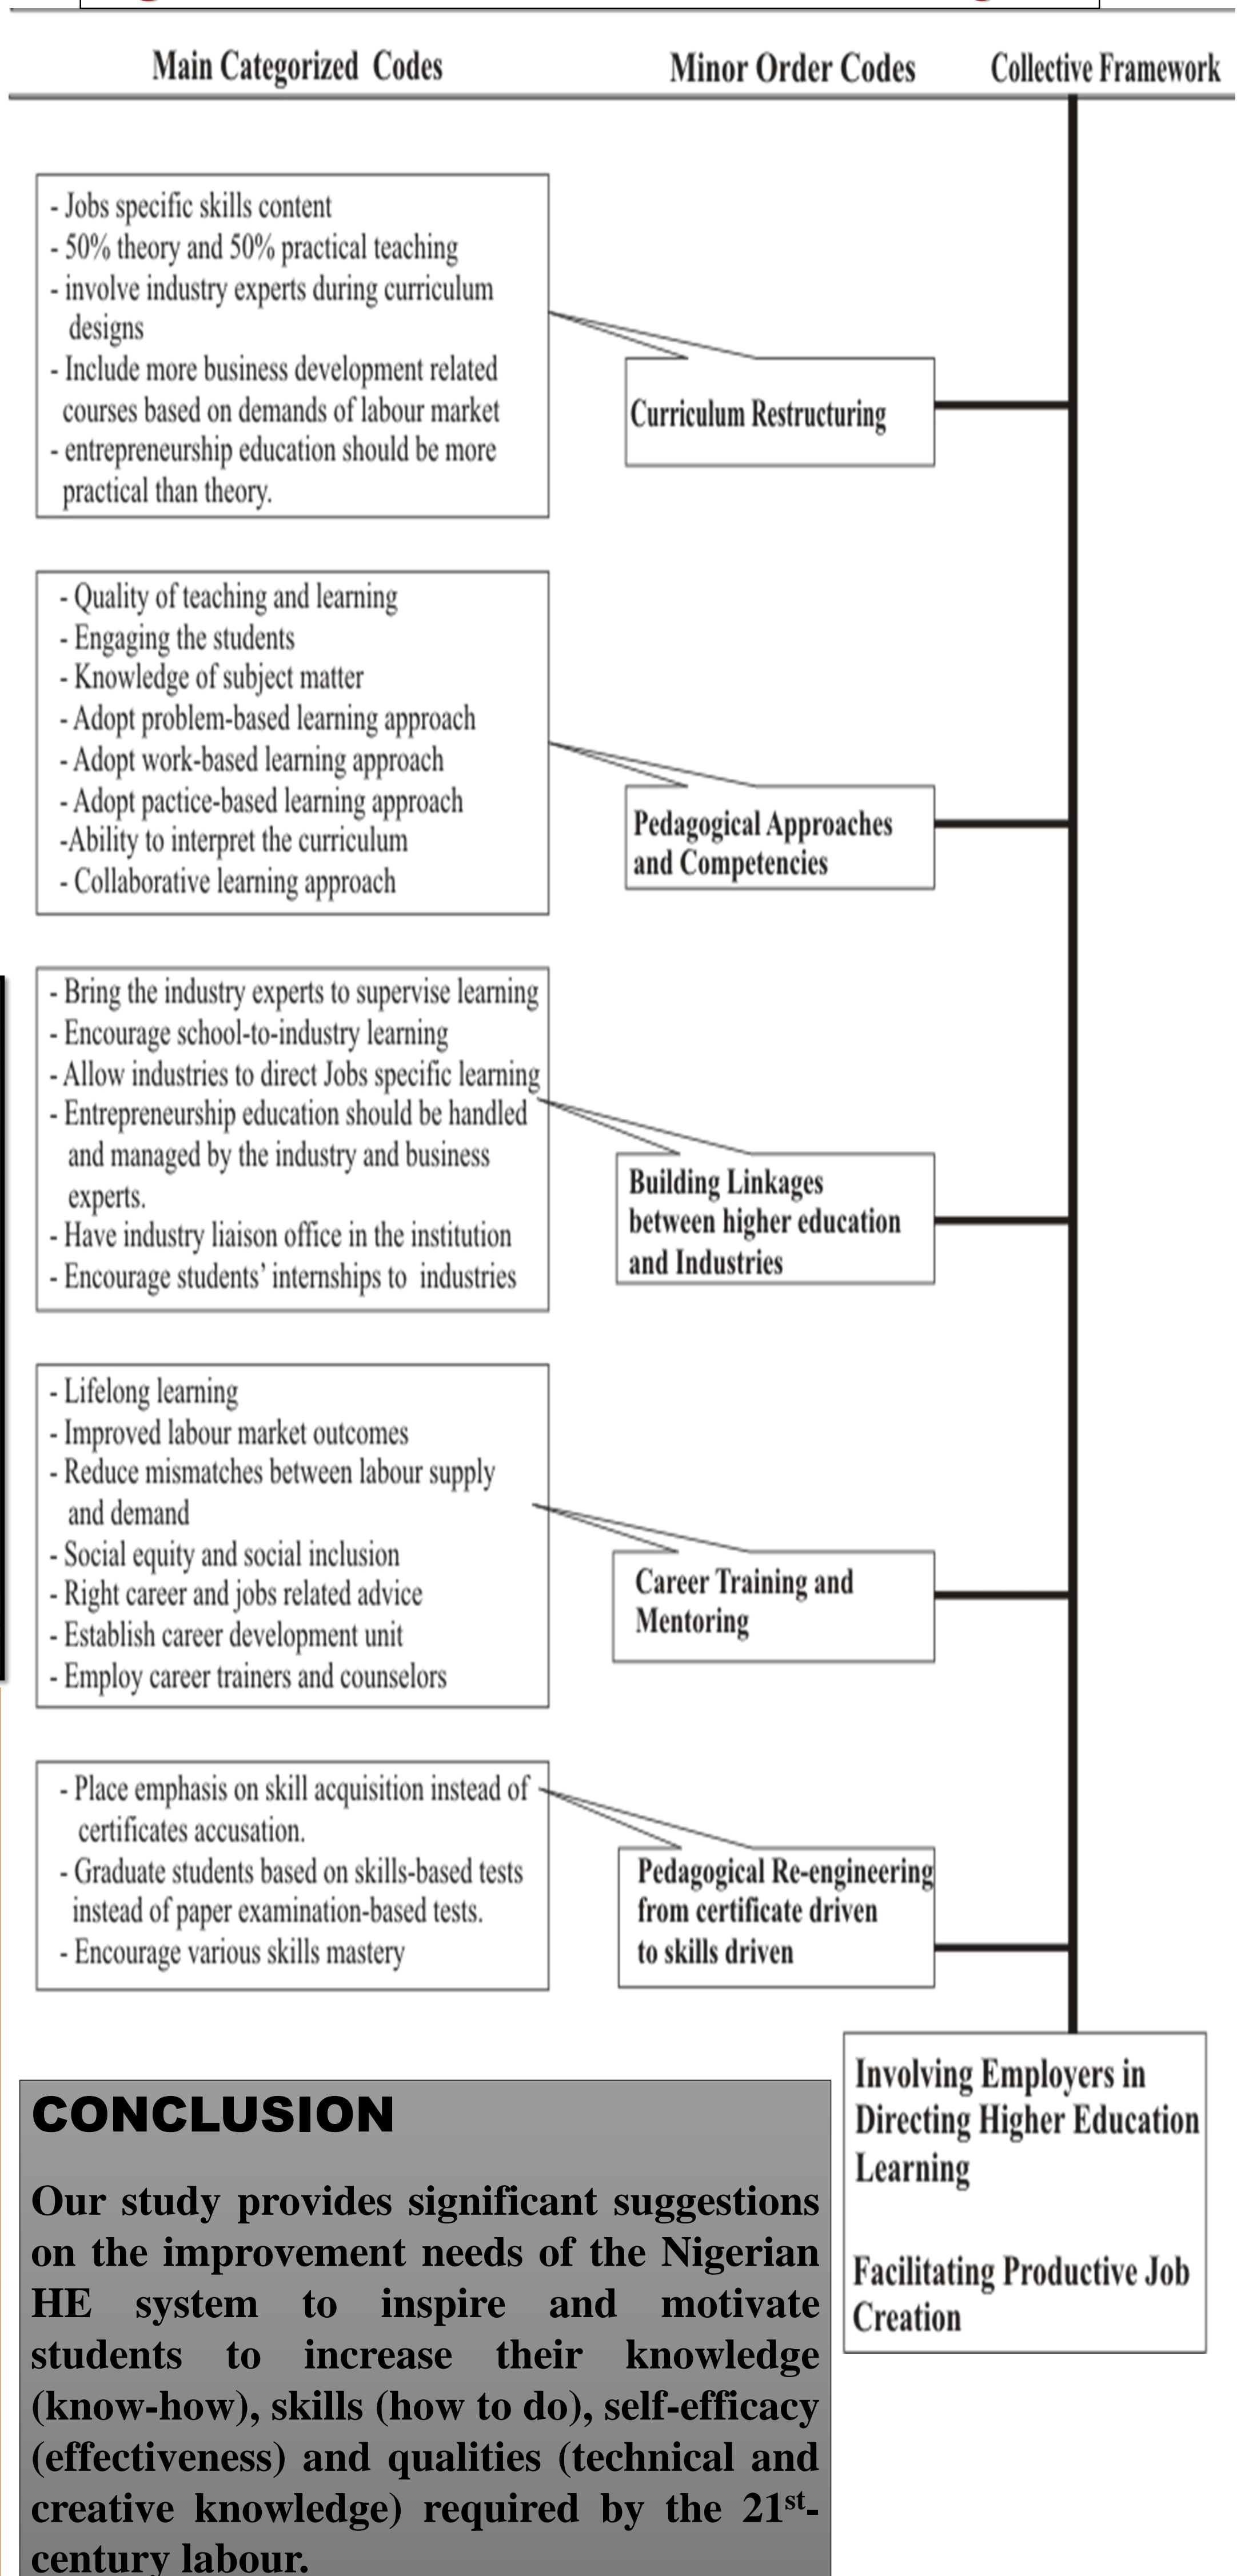 Main Categorized Codes
Minor Order Codes
Collective Framework
- Jobs specific skills content
- 50% theory and 50% practical teaching
- involve industry experts during curriculum
designs
- Include more business development related
courses based on demands of labour market
- entrepreneurship education should be more
practical than theory.
Curriculum Restructuring
- Quality of teaching and learning
- Engaging the students
- Knowledge of subject matter
- Adopt problem-based learning approach
- Adopt work-based learning approach
- Adopt pactice-based learning approach
-Ability to interpret the curriculum
- Collaborative learning approach
Pedagogical Approaches
and Competencies
- Bring the industry experts to supervise learning
- Encourage school-to-industry learning
- Allow industries to direct Jobs specific learning
- Entrepreneurship education should be handled
and managed by the industry and business
experts.
- Have industry liaison office in the institution
- Encourage students' internships to industries
Building Linkages
between higher education
and Industries
- Lifelong learning
- Improved labour market outcomes
- Reduce mismatches between labour supply
and demand
- Social equity and social inclusion
- Right career and jobs related advice
- Establish career development unit
- Employ career trainers and counselors
Career Training and
Mentoring
- Place emphasis on skill acquisition instead of
certificates accusation.
- Graduate students based on skills-based tests
instead of paper examination-based tests.
- Encourage various skills mastery
Pedagogical Re-engineering
from certificate driven
to skills driven
Involving Employers in
Directing Higher Education
Learning
Facilitating Productive Job
Creation
CONCLUSION
Our study provides significant suggestions
on the improvement needs of the Nigerian
HE system to inspire and motivate
students to increase their knowledge
(know-how), skills (how to do), self-efficacy
(effectiveness) and qualities (technical and
creative knowledge) required by the 21st-
century labour.